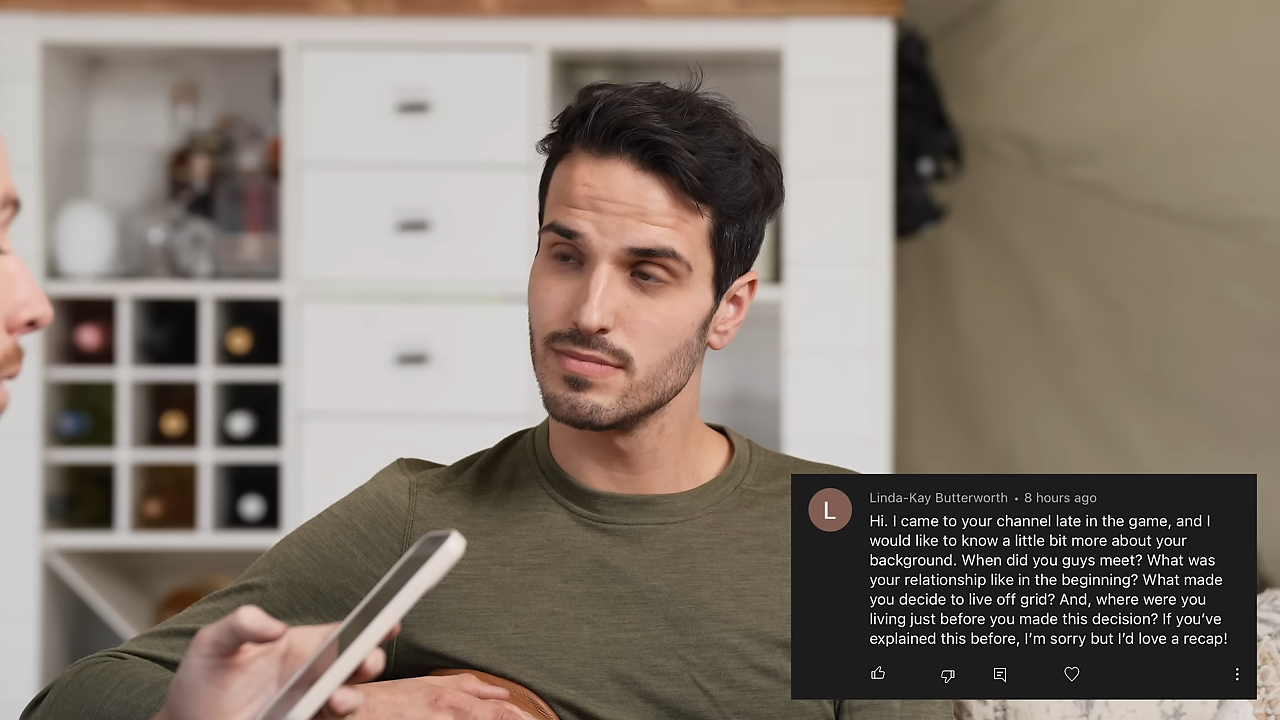 L
Linda-Kay Butterworth • 8 hours ago
Hi. I came to your channel late in the game, and I
would like to know a little bit more about your
background. When did you guys meet? What was
your relationship like in the beginning? What made
you decide to live off grid? And, where were you
living just before you made this decision? If you've
explained this before, I'm sorry but I'd love a recap!